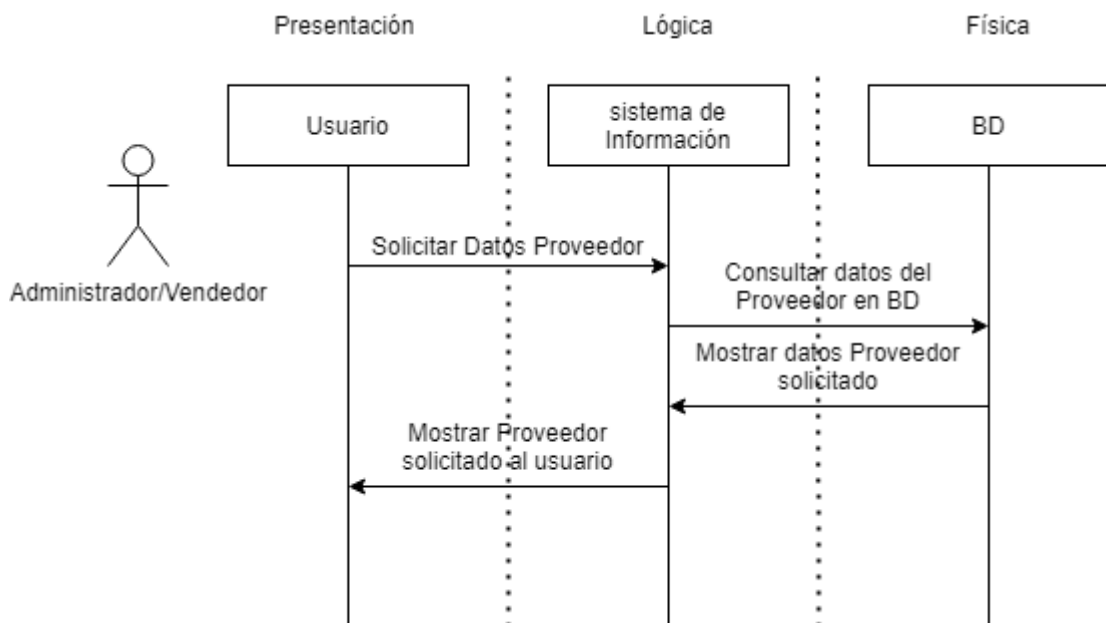 Presentación
Lógica
Física
Usuario
sistema de
Información
BD
Administrador/Vendedor
Solicitar Datos Proveedor
Consultar datos del
Proveedor en BD
Mostrar datos Proveedor
solicitado
Mostrar Proveedor
solicitado al usuario